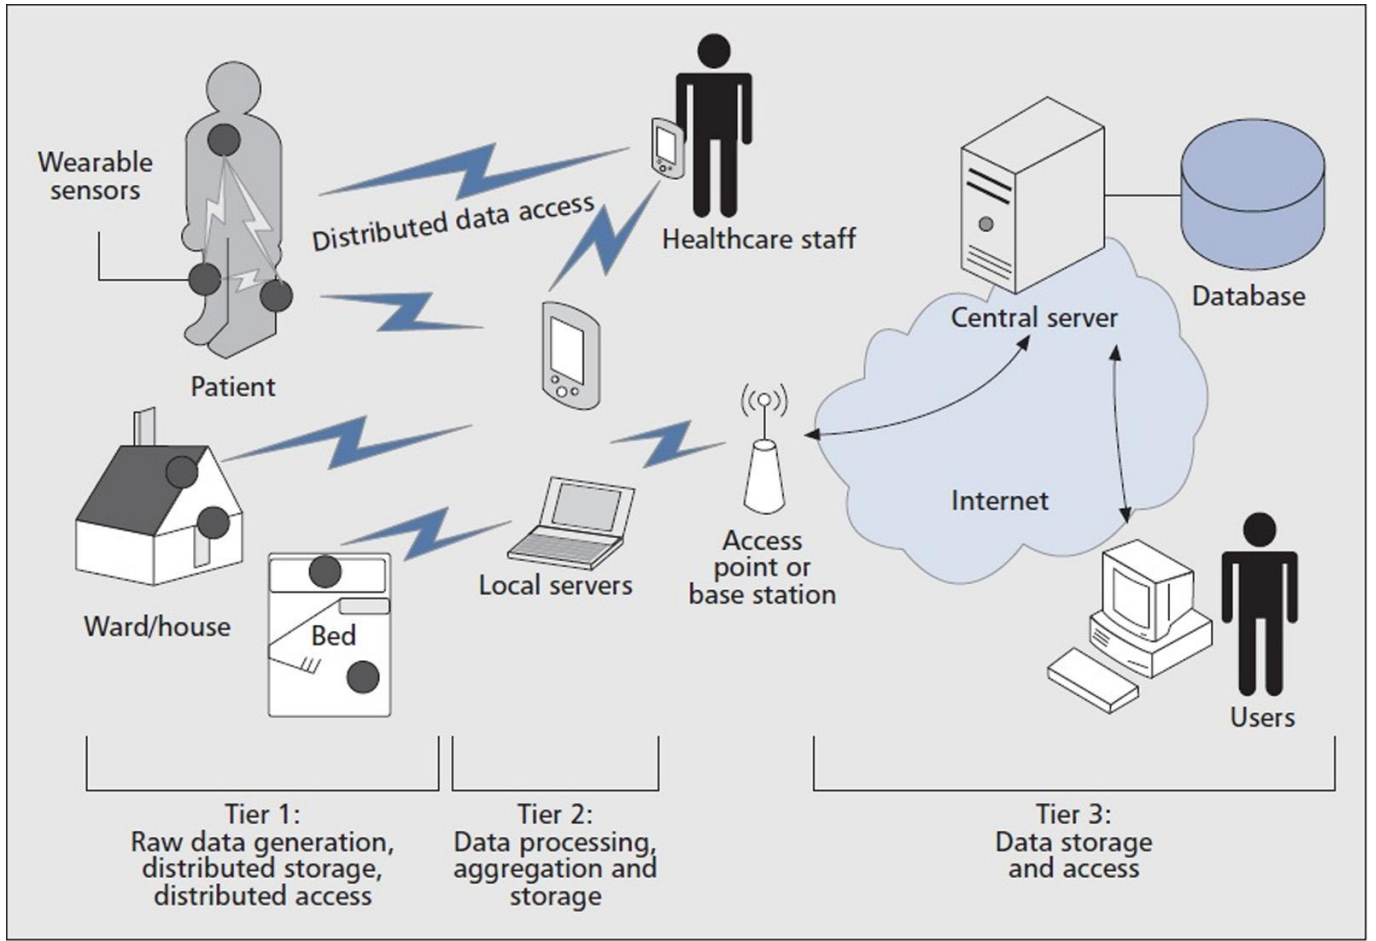 Wearable
sensors
Distributed data access
Healthcare staff
Patient
Central server
Database
Internet
Ward/house
Bed
Local servers
Access
point or
base station
Users
Tier 1:
Raw data generation,
distributed storage,
distributed access
Tier 2:
Data processing,
aggregation and
storage
Tier 3:
Data storage
and access